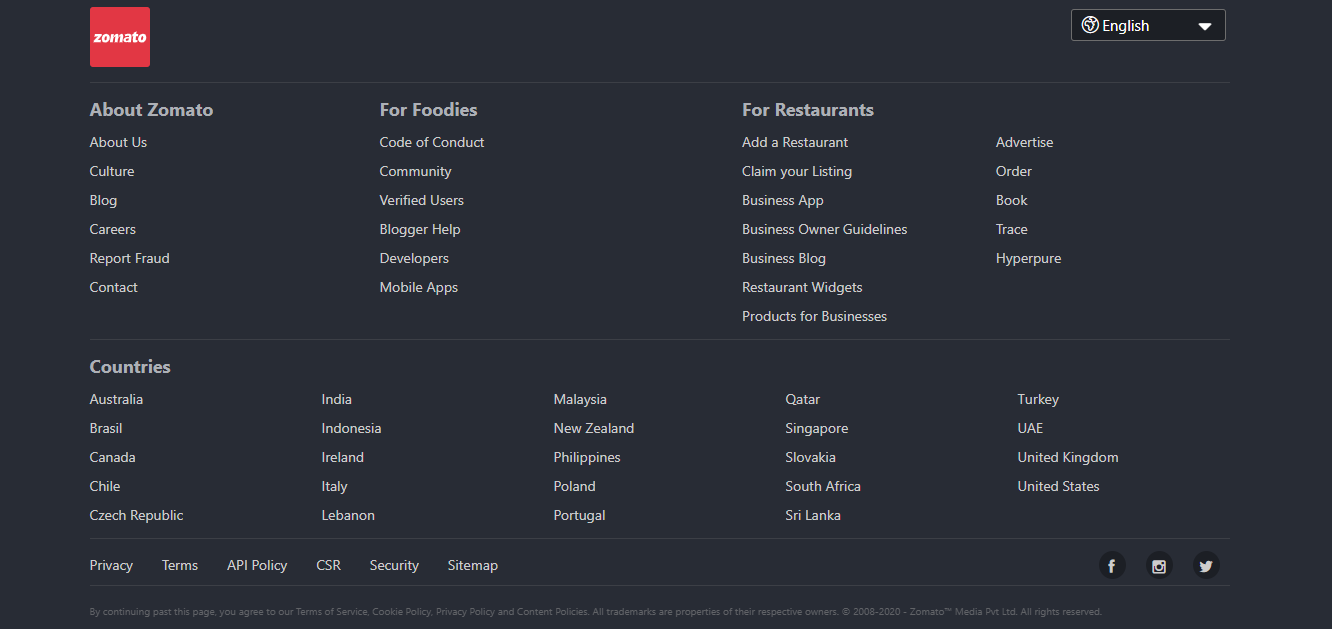 zomato
English
About Zomato
About Us
Culture
Blog
Careers
Report Fraud
Contact
For Foodies
Code of Conduct
Community
Verified Users
Blogger Help
Developers
Mobile Apps
For Restaurants
Add a Restaurant
Claim your Listing
Business App
Business Owner Guidelines
Business Blog
Restaurant Widgets
Products for Businesses
Advertise
Order
Book
Trace
Hyperpure
Countries
Australia
Brasil
Canada
Chile
Czech Republic
India
Indonesia
Ireland
Italy
Lebanon
Malaysia
New Zealand
Philippines
Poland
Portugal
Qatar
Singapore
Slovakia
South Africa
Sri Lanka
Turkey
UAE
United Kingdom
United States
Privacy Terms API Policy CSR Security Sitemap
By continuing past this page, you agree to our Terms of Service, Cookie Policy, Privacy Policy and Content Policies. All trademarks are properties of their respective owners. © 2008-2020 - Zomato™ Media Pvt Ltd. All rights reserved.